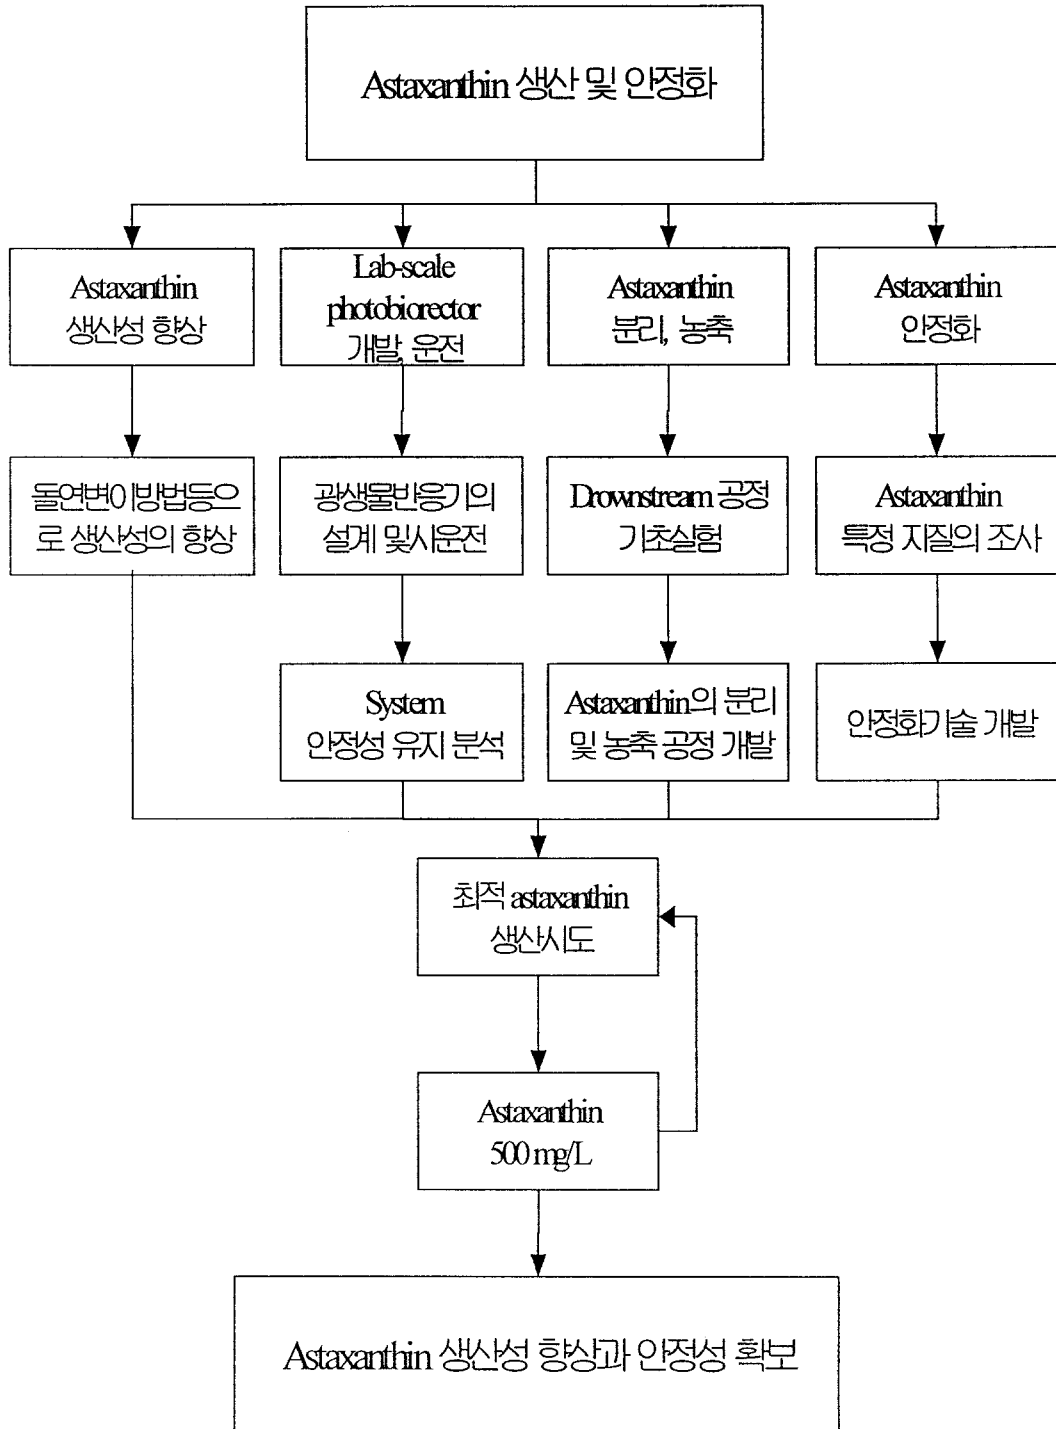 Astaxanthin 생산 및 안정화
Astaxanthin
생산성 향상
Lab-scale
photobiorector
개발, 운전
Astaxanthin
분리, 농축
Astaxanthin
안정화
돌연변이방법등으
로 생산성의 향상
광생물반응기의
설계 및시운전
Drownstream 공정
기초실험
Astaxanthin
특정 지질의 조사
System
안정성 유지 분석
Astaxanthin의 분리
및 농축 공정 개발
안정화기술 개발
최적 astaxanthin
생산시도
Astaxanthin
500 mg/L
Astaxanthin 생산성 향상과 안정성 확보